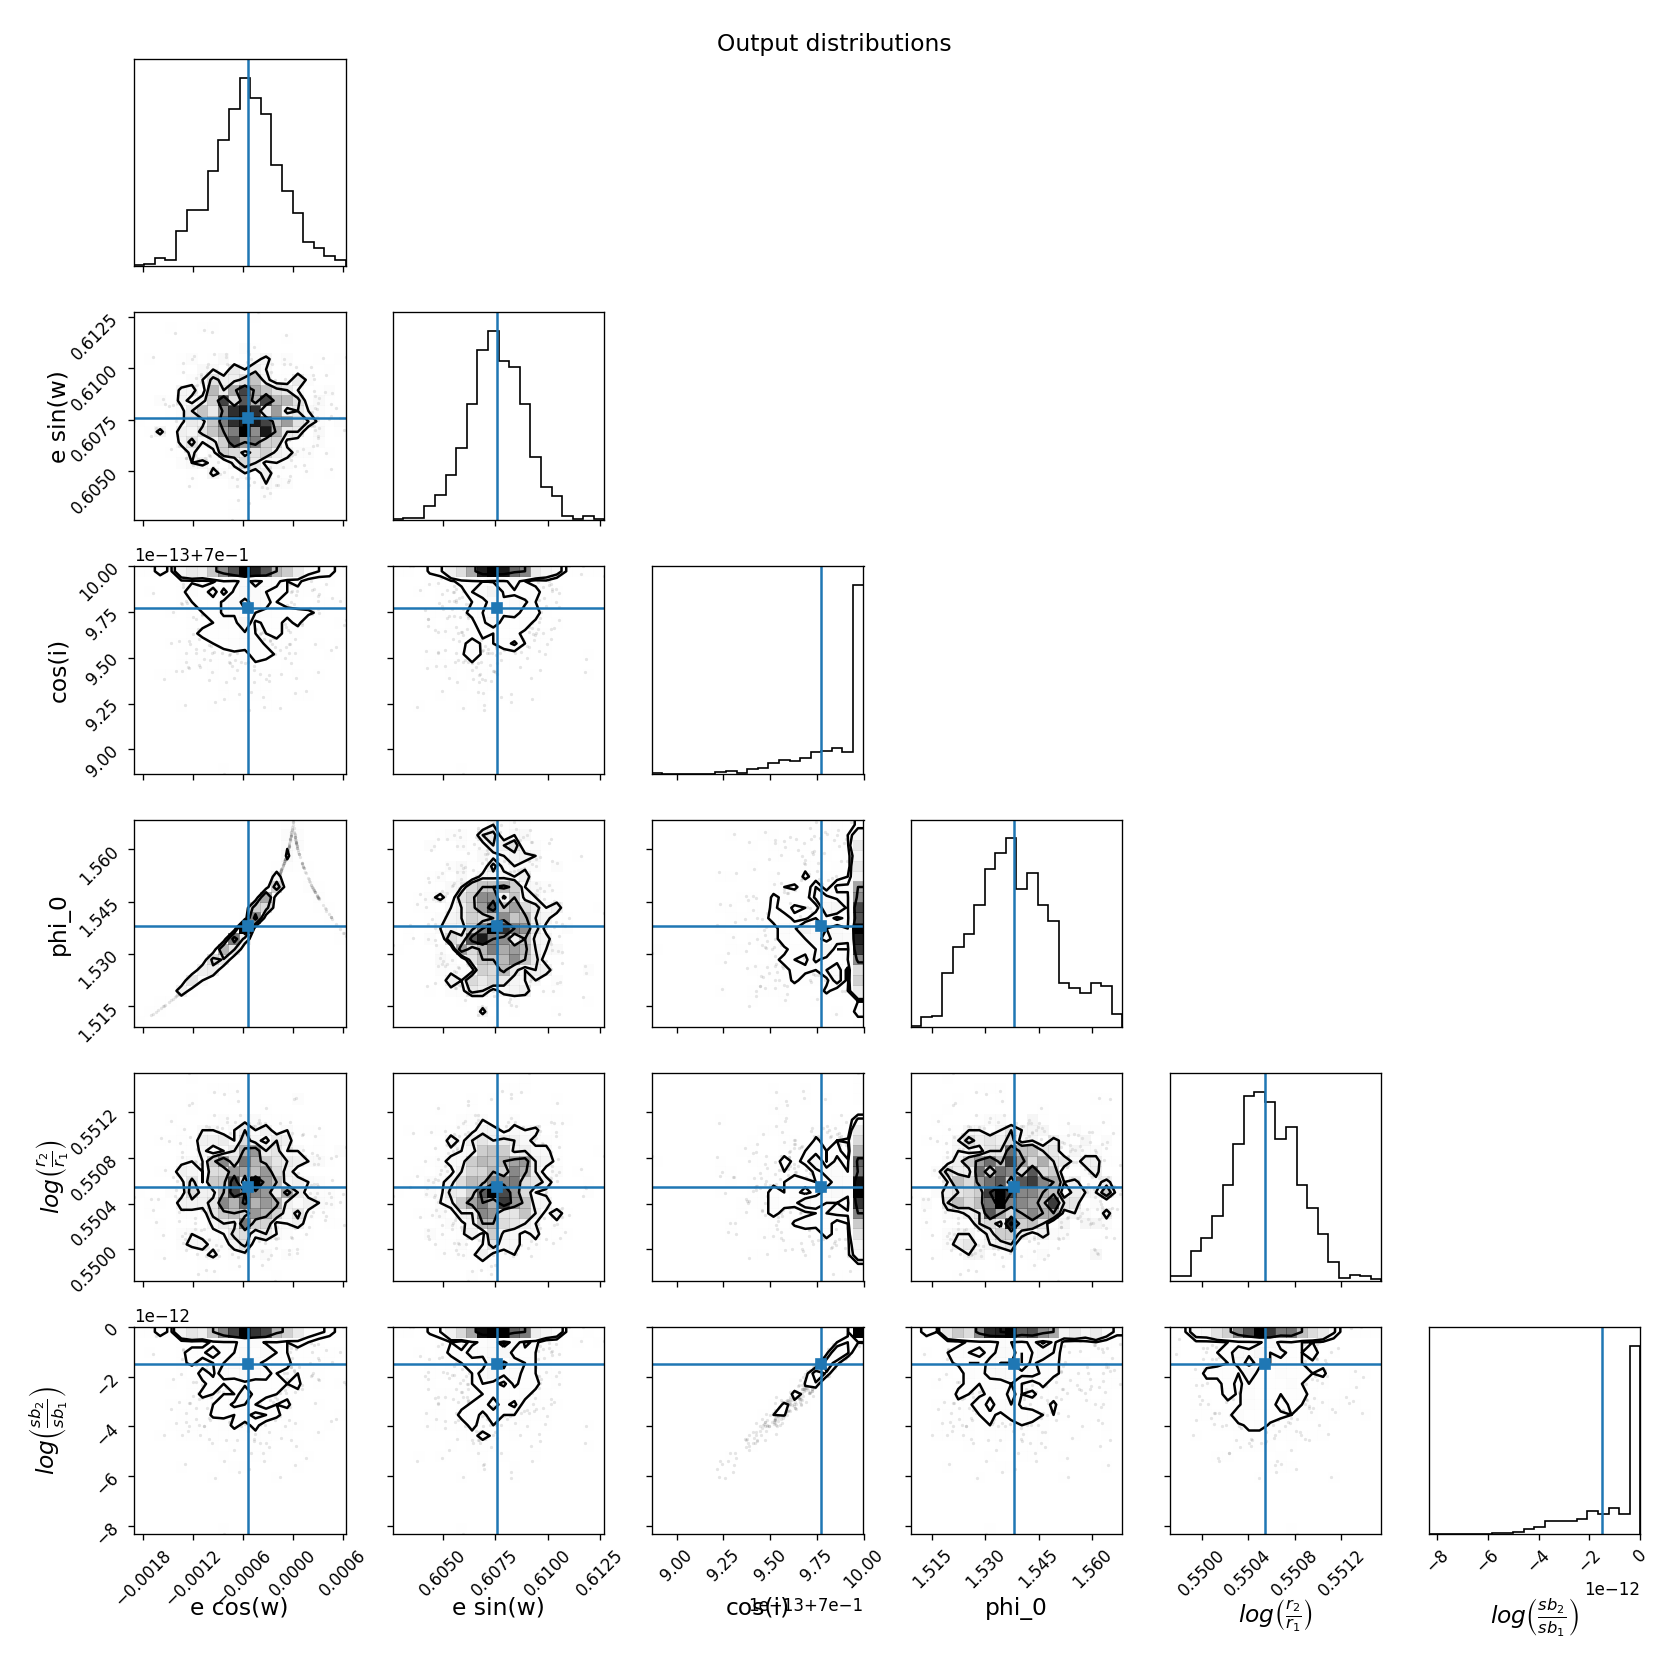 Output distributions
0.6125
0.6100
0.6075
0.6050
e sin(w)
1e−13+7e−1
10.00
9.75
9.50
9.25
9.00
cos(i)
1.560
1.545
1.530
1.515
phi_0
0.5512
0.5508
0.5504
0.5500
log(r₂/r₁)
1e−12
0
−2
−4
−6
−8
log(sb₂/sb₁)
−0.0018 −0.0012 −0.0006 0.0000 0.0006
e cos(w)
0.6050 0.6075 0.6100 0.6125
e sin(w)
9.00 9.25 9.50 9.75 10.00
1e−13+7e−1
cos(i)
1.515 1.530 1.545 1.560
phi_0
0.5500 0.5504 0.5508 0.5512
log(r₂/r₁)
−8 −6 −4 −2 0
1e−12
log(sb₂/sb₁)